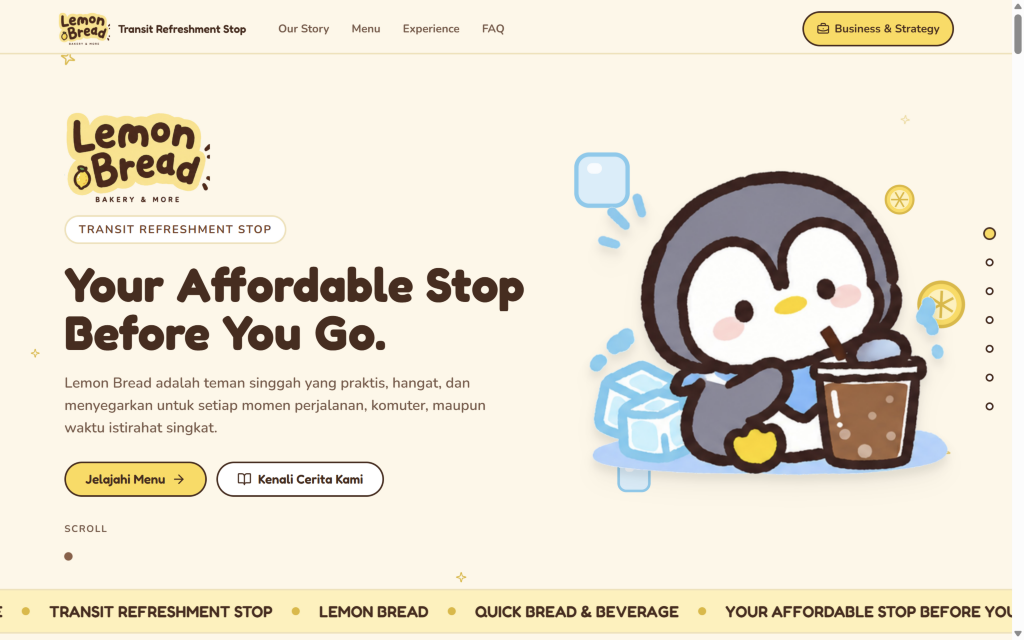 Lemon
Bread
BAKERY & MORE
Transit Refreshment Stop
Our Story
Menu
Experience
FAQ
Business & Strategy
Lemon
Bread
BAKERY & MORE
TRANSIT REFRESHMENT STOP
Your Affordable Stop
Before You Go.
Lemon Bread adalah teman singgah yang praktis, hangat, dan
menyegarkan untuk setiap momen perjalanan, komuter, maupun
waktu istirahat singkat.
Jelajahi Menu
Kenali Cerita Kami
SCROLL
TRANSIT REFRESHMENT STOP
LEMON BREAD
QUICK BREAD & BEVERAGE
YOUR AFFORDABLE STOP BEFORE YOU